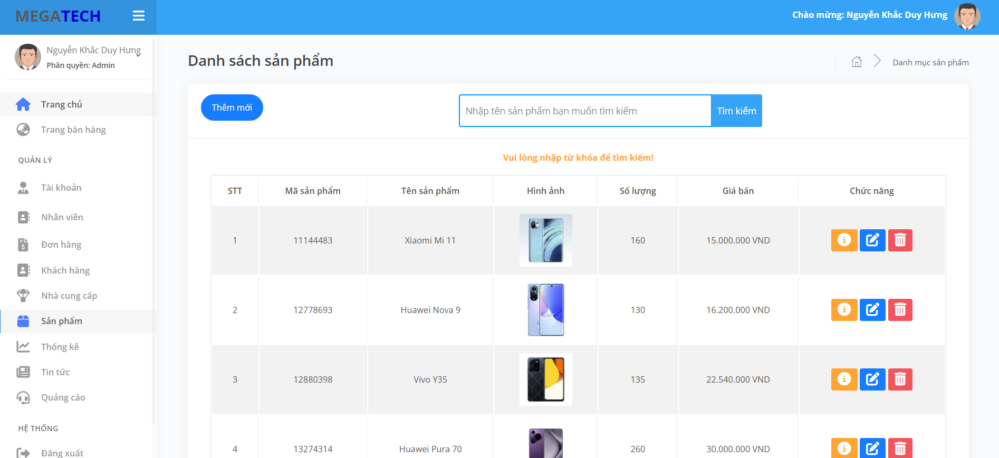 MEGATECH
Chào mừng: Nguyễn Khắc Duy Hưng
Nguyễn Khắc Duy Hưng
Phân quyền: Admin
Trang chủ
Trang bán hàng
QUẢN LÝ
Tài khoản
Nhân viên
Đơn hàng
Khách hàng
Nhà cung cấp
Sản phẩm
Thống kê
Tin tức
Quảng cáo
HỆ THỐNG
Đăng xuất
Danh sách sản phẩm
Danh mục sản phẩm
Thêm mới
Nhập tên sản phẩm bạn muốn tìm kiếm
Tìm kiếm
Vui lòng nhập từ khóa để tìm kiếm!
STT Mã sản phẩm Tên sản phẩm Hình ảnh Số lượng Giá bán Chức năng
1 11144483 Xiaomi Mi 11 160 15.000.000 VND
2 12778693 Huawei Nova 9 130 16.200.000 VND
3 12880398 Vivo Y35 135 22.540.000 VND
4 13274314 Huawei Pura 70 260 30.000.000 VND